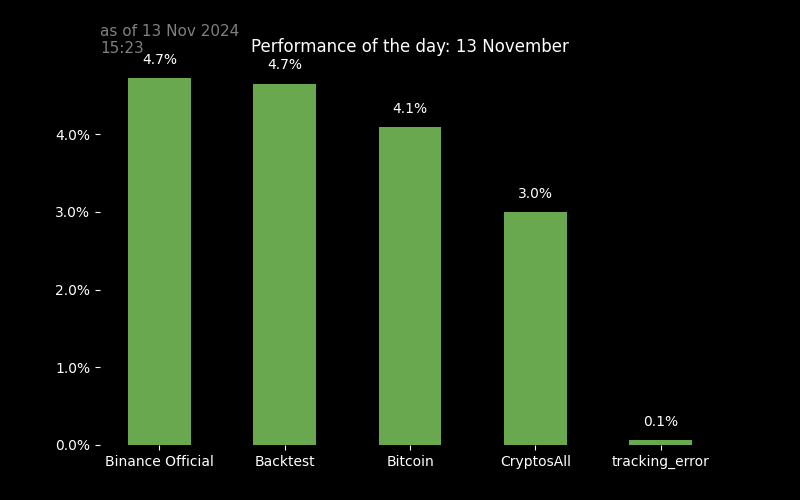 as of 13 Nov 2024
15:23
Performance of the day: 13 November
4.7%
4.7%
4.1%
3.0%
0.1%
4.0%
3.0%
2.0%
1.0%
0.0%
Binance Official
Backtest
Bitcoin
CryptosAll
tracking_error